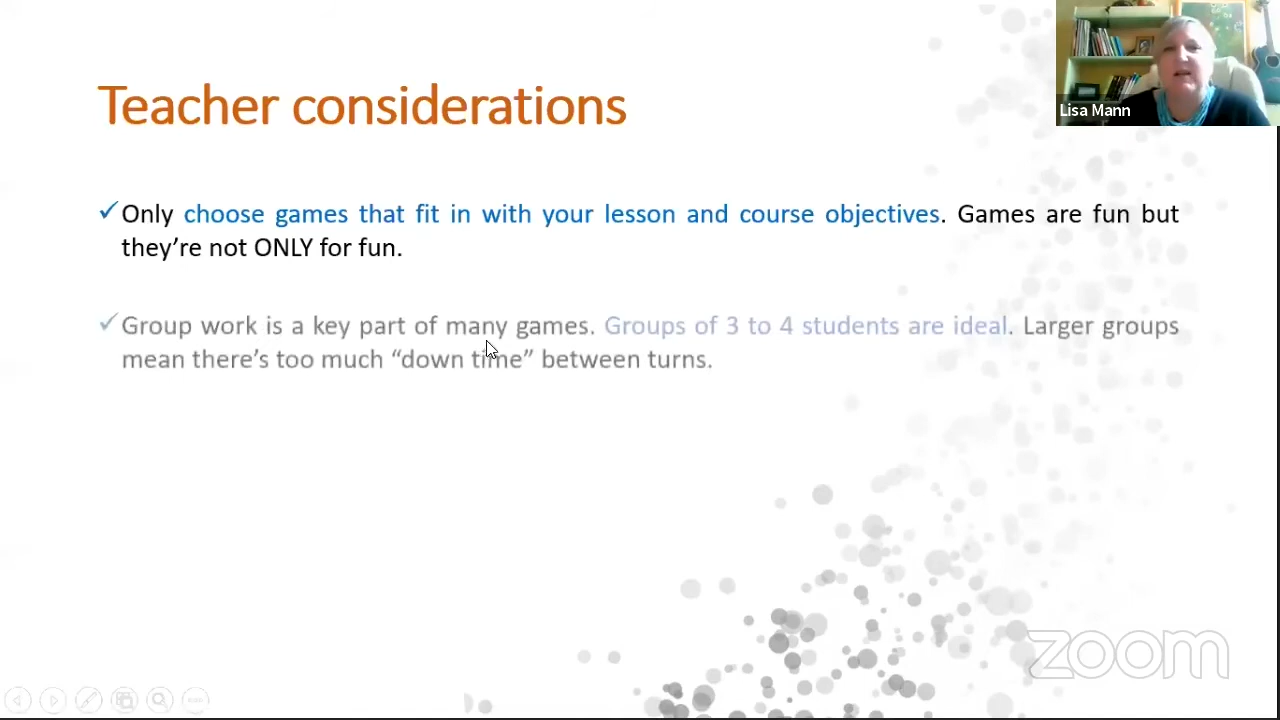 Lisa Mann
Teacher considerations
✓Only choose games that fit in with your lesson and course objectives. Games are fun but
they’re not ONLY for fun.
✓Group work is a key part of many games. Groups of 3 to 4 students are ideal. Larger groups
mean there’s too much “down time” between turns.
zoom